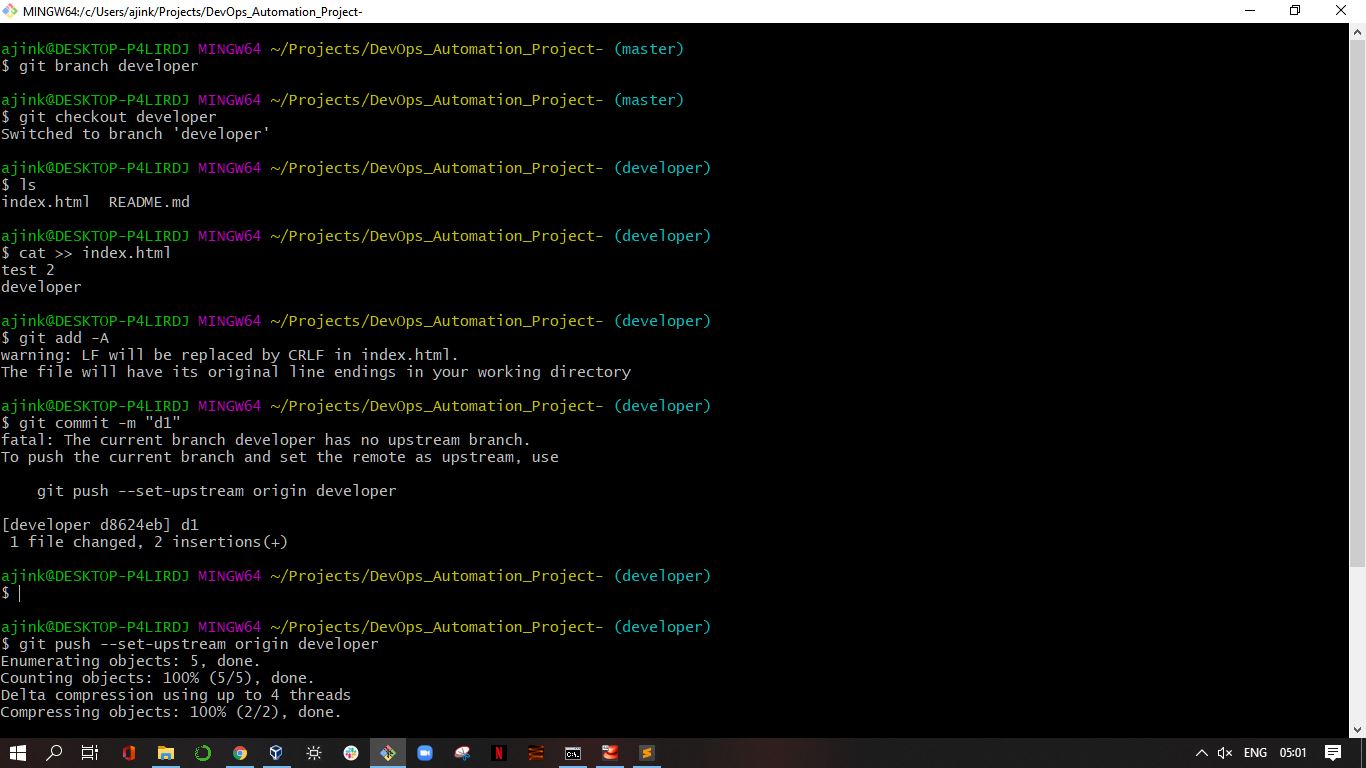 MINGW64:/c/Users/ajink/Projects/DevOps_Automation_Project-
ajink@DESKTOP-P4LIRDJ MINGW64 ~/Projects/DevOps_Automation_Project- (master)
$ git branch developer
ajink@DESKTOP-P4LIRDJ MINGW64 ~/Projects/DevOps_Automation_Project- (master)
$ git checkout developer
Switched to branch 'developer'
ajink@DESKTOP-P4LIRDJ MINGW64 ~/Projects/DevOps_Automation_Project- (developer)
$ ls
index.html  README.md
ajink@DESKTOP-P4LIRDJ MINGW64 ~/Projects/DevOps_Automation_Project- (developer)
$ cat >> index.html
test 2
developer
ajink@DESKTOP-P4LIRDJ MINGW64 ~/Projects/DevOps_Automation_Project- (developer)
$ git add -A
warning: LF will be replaced by CRLF in index.html.
The file will have its original line endings in your working directory
ajink@DESKTOP-P4LIRDJ MINGW64 ~/Projects/DevOps_Automation_Project- (developer)
$ git commit -m "d1"
fatal: The current branch developer has no upstream branch.
To push the current branch and set the remote as upstream, use
    git push --set-upstream origin developer
[developer d8624eb] d1
 1 file changed, 2 insertions(+)
ajink@DESKTOP-P4LIRDJ MINGW64 ~/Projects/DevOps_Automation_Project- (developer)
$
ajink@DESKTOP-P4LIRDJ MINGW64 ~/Projects/DevOps_Automation_Project- (developer)
$ git push --set-upstream origin developer
Enumerating objects: 5, done.
Counting objects: 100% (5/5), done.
Delta compression using up to 4 threads
Compressing objects: 100% (2/2), done.
ENG 05:01